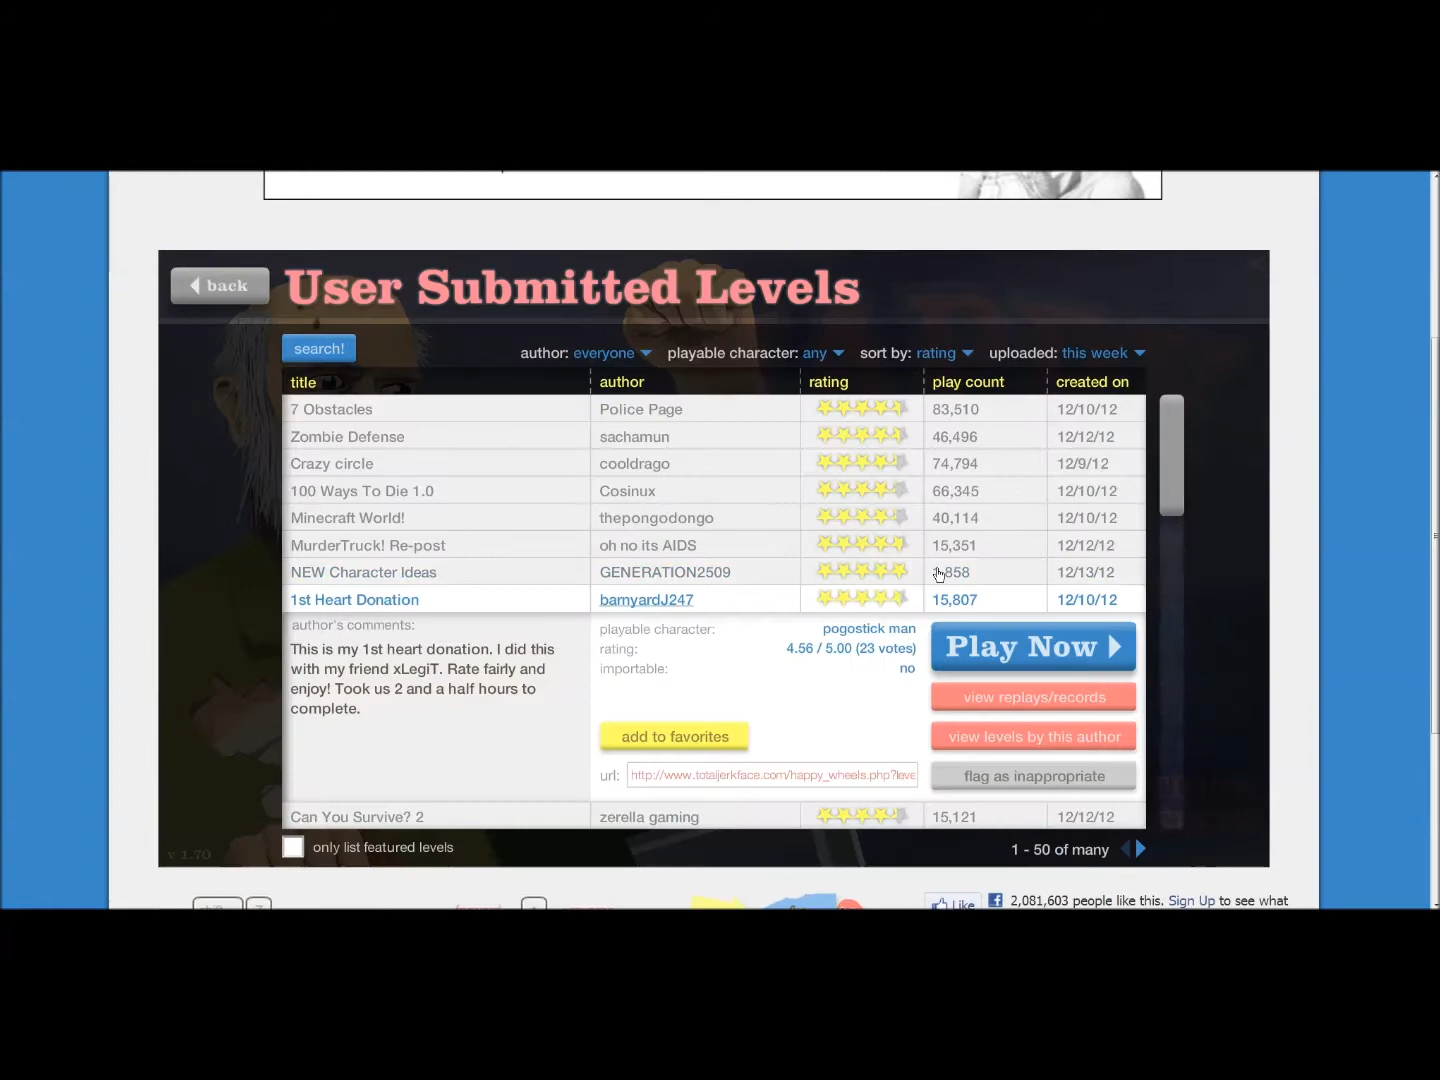 back
User Submitted Levels
search!
author: everyone playable character: any sort by: rating uploaded: this week
title author rating play count created on
7 Obstacles Police Page 83,510 12/10/12
Zombie Defense sachamun 46,496 12/12/12
Crazy circle cooldrago 74,794 12/9/12
100 Ways To Die 1.0 Cosinux 66,345 12/10/12
Minecraft World! thepongodongo 40,114 12/10/12
MurderTruck! Re-post oh no its AIDS 15,351 12/12/12
NEW Character Ideas GENERATION2509 12/13/12
1st Heart Donation barnyardJ247 15,807 12/10/12
author's comments:
This is my 1st heart donation. I did this
with my friend xLegiT. Rate fairly and
enjoy! Took us 2 and a half hours to
complete.
playable character: pogostick man
rating: 4.56 / 5.00 (23 votes)
importable: no
add to favorites
url: http://www.totaljerkface.com/happy_wheels.php?leve
Play Now
view replays/records
view levels by this author
flag as inappropriate
Can You Survive? 2 zerella gaming 15,121 12/12/12
only list featured levels
1 - 50 of many
v 1.70
Like 2,081,603 people like this. Sign Up to see what